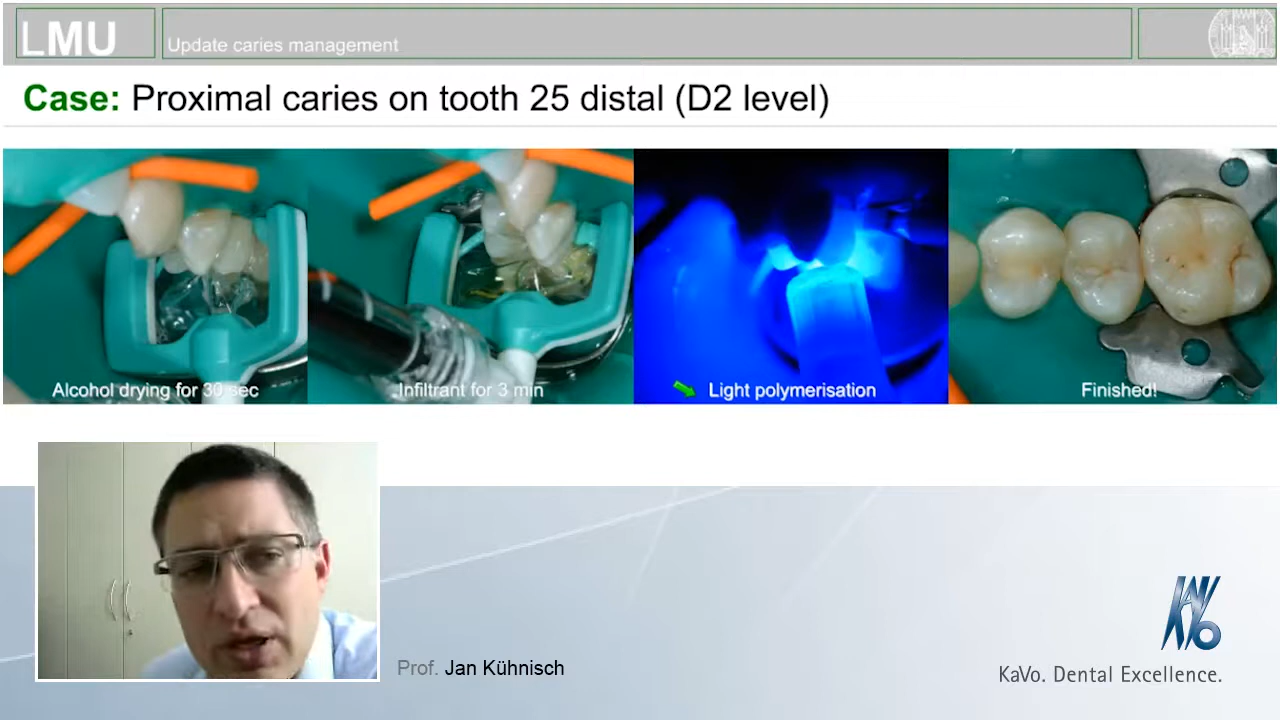 LMU
Update caries management
Case: Proximal caries on tooth 25 distal (D2 level)
Alcohol drying for 30 sec
Infiltrant for 3 min
Light polymerisation
Finished!
Prof. Jan Kühnisch
KaVo
KaVo. Dental Excellence.